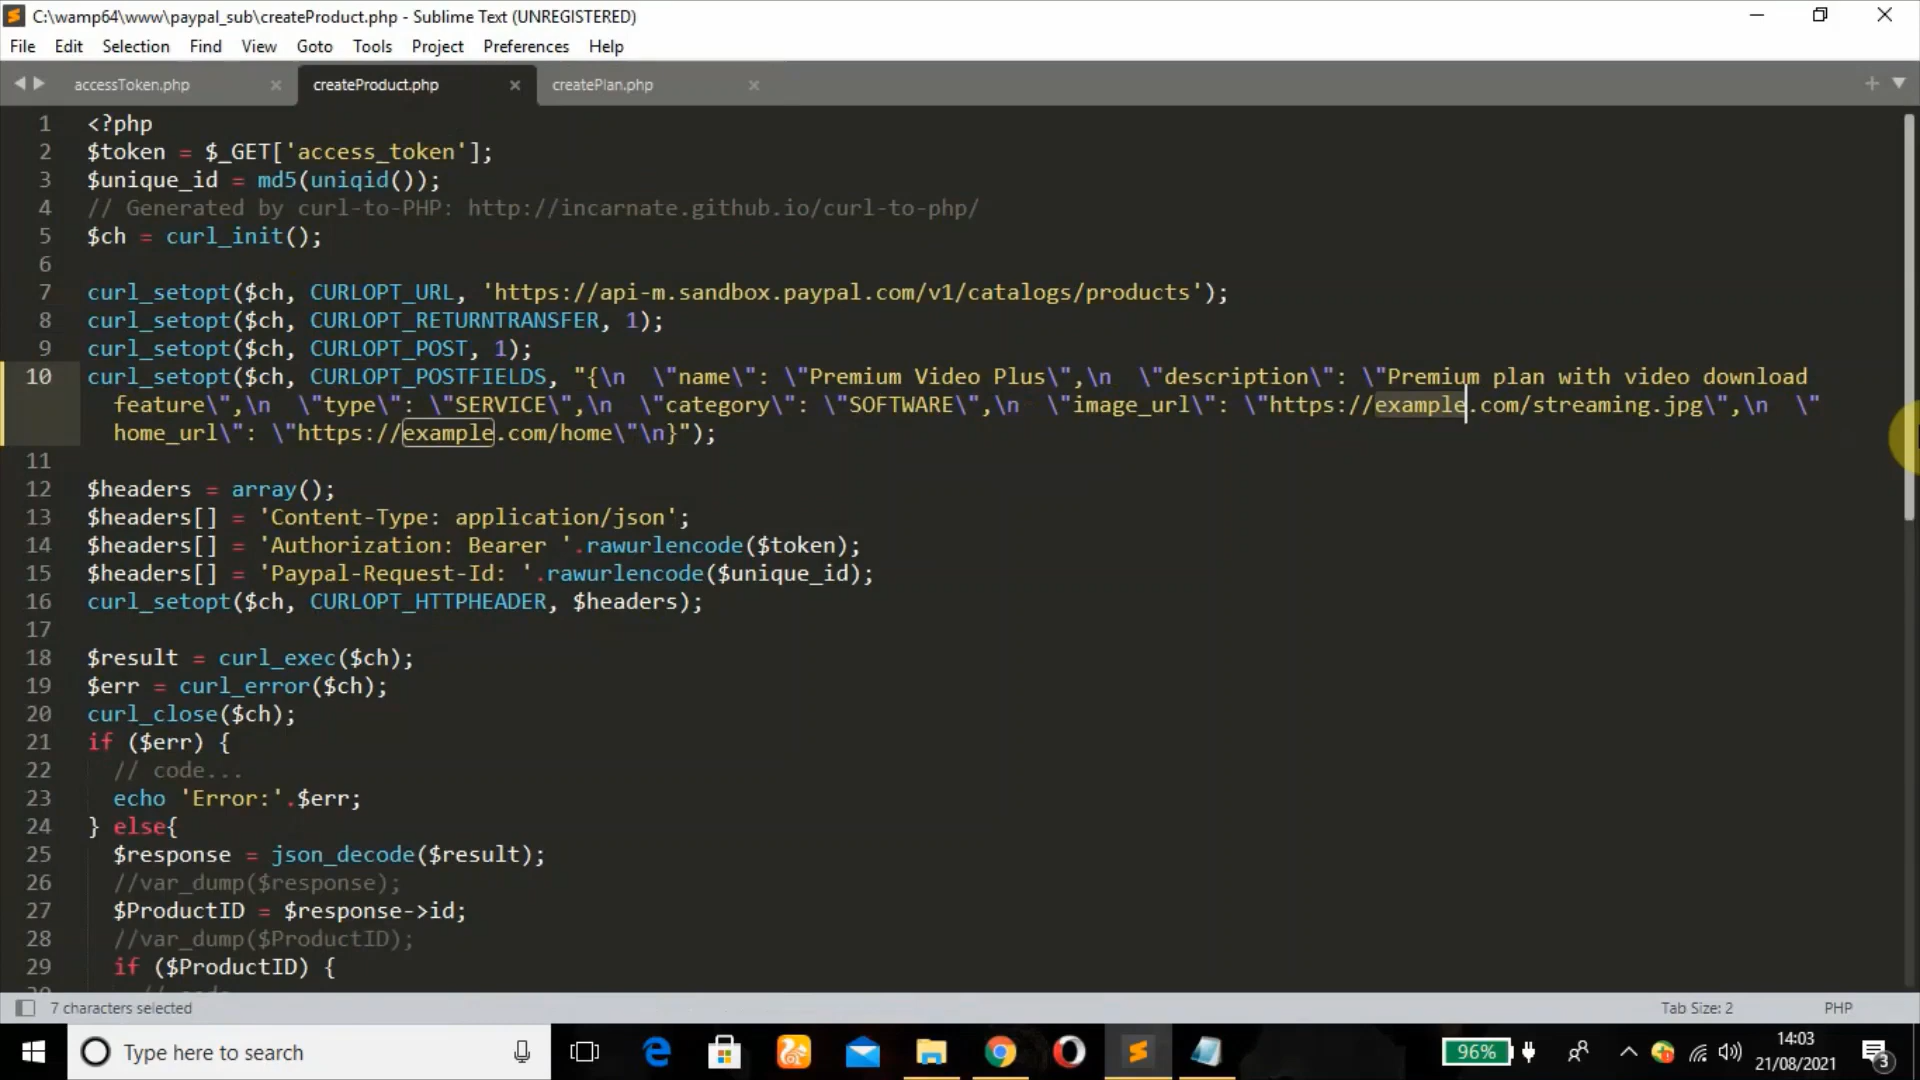 C:\wamp64\www\paypal_sub\createProduct.php - Sublime Text (UNREGISTERED)
File Edit Selection Find View Goto Tools Project Preferences Help
accessToken.php createProduct.php createPlan.php
1 <?php
2 $token = $_GET['access_token'];
3 $unique_id = md5(uniqid());
4 // Generated by curl-to-PHP: http://incarnate.github.io/curl-to-php/
5 $ch = curl_init();
6
7 curl_setopt($ch, CURLOPT_URL, 'https://api-m.sandbox.paypal.com/v1/catalogs/products');
8 curl_setopt($ch, CURLOPT_RETURNTRANSFER, 1);
9 curl_setopt($ch, CURLOPT_POST, 1);
10 curl_setopt($ch, CURLOPT_POSTFIELDS, "{\n  \"name\": \"Premium Video Plus\",\n  \"description\": \"Premium plan with video download
feature\",\n  \"type\": \"SERVICE\",\n  \"category\": \"SOFTWARE\",\n  \"image_url\": \"https://example.com/streaming.jpg\",\n  \"
home_url\": \"https://example.com/home\"\n}");
11
12 $headers = array();
13 $headers[] = 'Content-Type: application/json';
14 $headers[] = 'Authorization: Bearer '.rawurlencode($token);
15 $headers[] = 'Paypal-Request-Id: '.rawurlencode($unique_id);
16 curl_setopt($ch, CURLOPT_HTTPHEADER, $headers);
17
18 $result = curl_exec($ch);
19 $err = curl_error($ch);
20 curl_close($ch);
21 if ($err) {
22 // code...
23 echo 'Error:'.$err;
24 } else{
25 $response = json_decode($result);
26 //var_dump($response);
27 $ProductID = $response->id;
28 //var_dump($ProductID);
29 if ($ProductID) {
7 characters selected Tab Size: 2 PHP
Type here to search 96% 14:03
21/08/2021 3